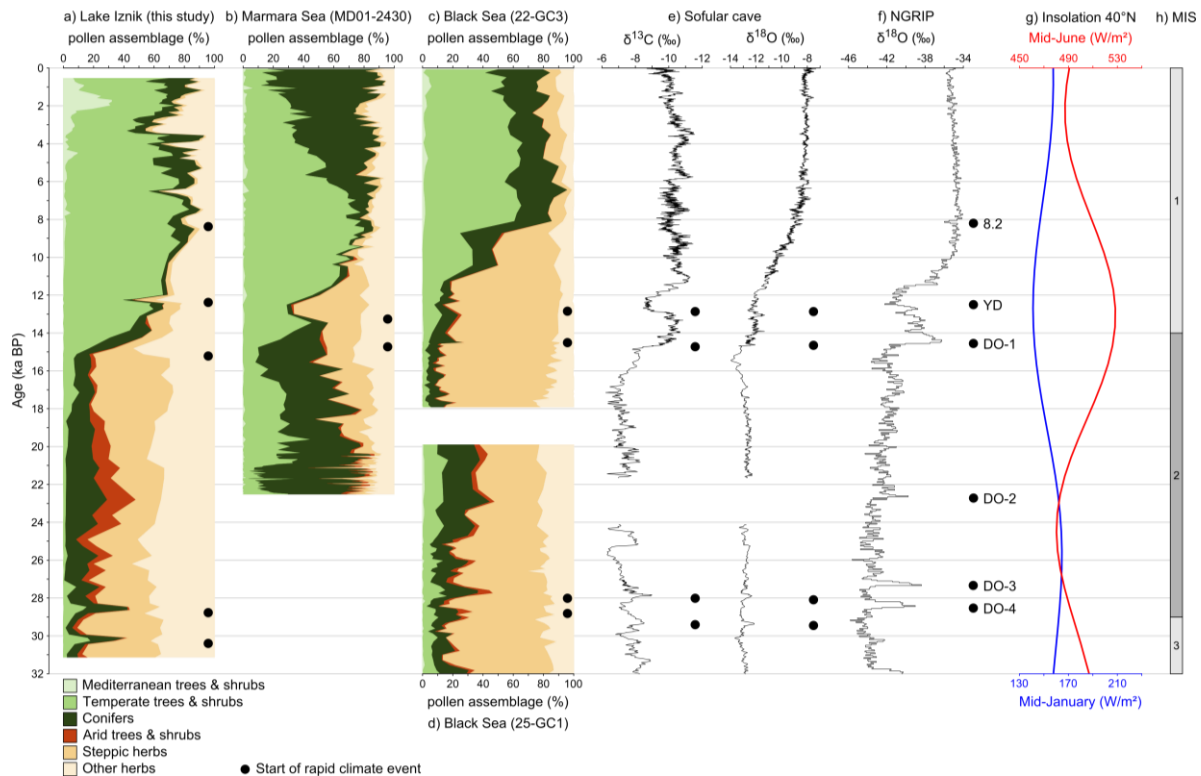 a) Lake Iznik (this study)
pollen assemblage (%)
b) Marmara Sea (MD01-2430)
pollen assemblage (%)
c) Black Sea (22-GC3)
pollen assemblage (%)
e) Sofular cave
δ¹³C (‰)
δ¹⁸O (‰)
f) NGRIP
δ¹⁸O (‰)
g) Insolation 40°N
Mid-June (W/m²)
h) MIS
0 20 40 60 80 100
0 20 40 60 80 100
0 20 40 60 80 100
-6 -8 -10 -12
-14 -12 -10 -8
-46 -42 -38 -34
450 490 530
Age (ka BP)
0
2
4
6
8
10
12
14
16
18
20
22
24
26
28
30
32
8.2
YD
DO-1
DO-2
DO-3
DO-4
1
2
3
0 20 40 60 80 100
pollen assemblage (%)
d) Black Sea (25-GC1)
130 170 210
Mid-January (W/m²)
Mediterranean trees & shrubs
Temperate trees & shrubs
Conifers
Arid trees & shrubs
Steppic herbs
Other herbs
Start of rapid climate event